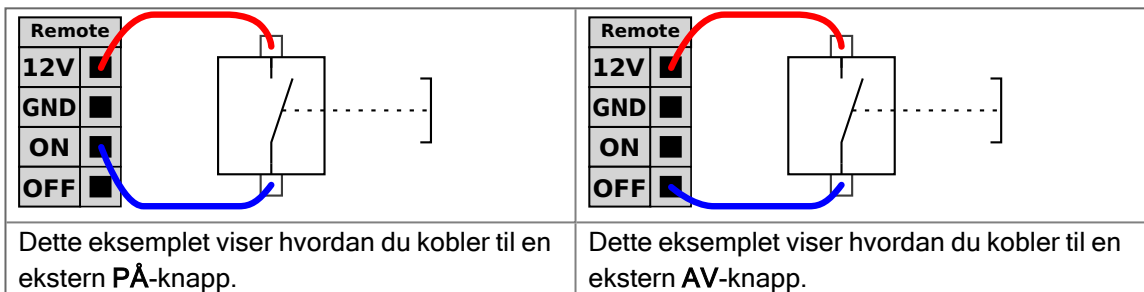 Remote
12V
GND
ON
OFF
Dette eksemplet viser hvordan du kobler til en
ekstern PÅ-knapp.
Remote
12V
GND
ON
OFF
Dette eksemplet viser hvordan du kobler til en
ekstern AV-knapp.